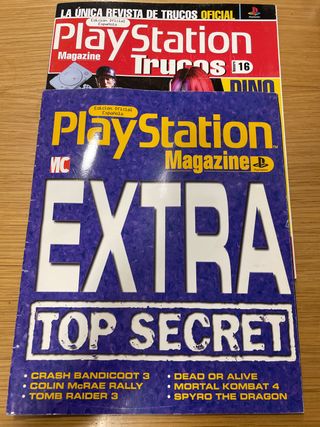 LA ÚNICA REVISTA DE TRUCOS OFICIAL
Edición Oficial
Española
PlayStation
Magazine
Trucos
16
DINO
Edición Oficial
Española
PlayStation
Magazine
MC
EXTRA
TOP SECRET
• CRASH BANDICOOT 3
• COLIN McRAE RALLY
• TOMB RAIDER 3
• DEAD OR ALIVE
• MORTAL KOMBAT 4
• SPYRO THE DRAGON